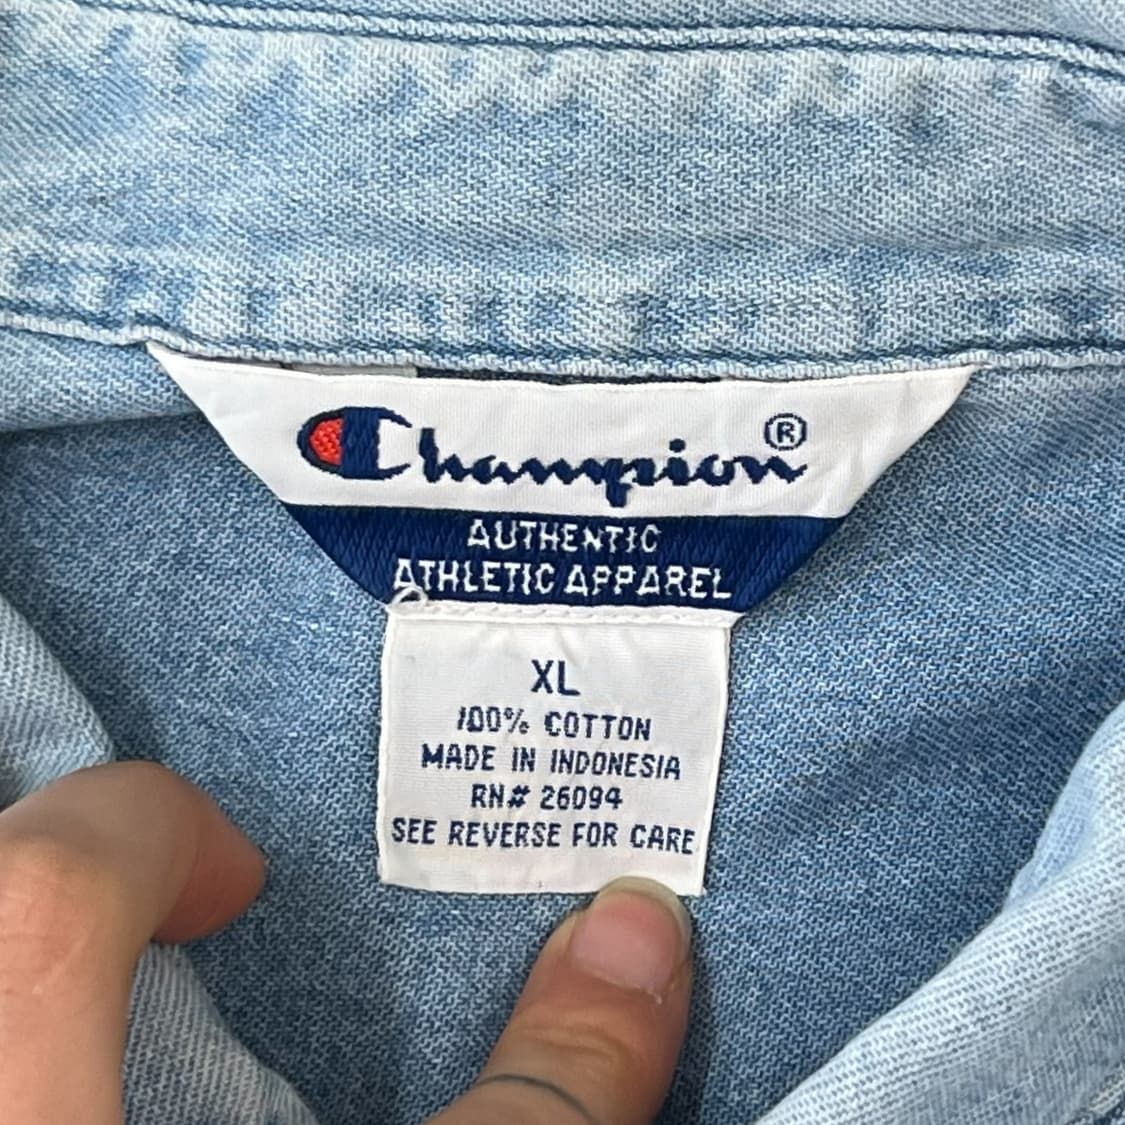 Champion®
AUTHENTIC
ATHLETIC APPAREL
XL
100% COTTON
MADE IN INDONESIA
RN# 26094
SEE REVERSE FOR CARE